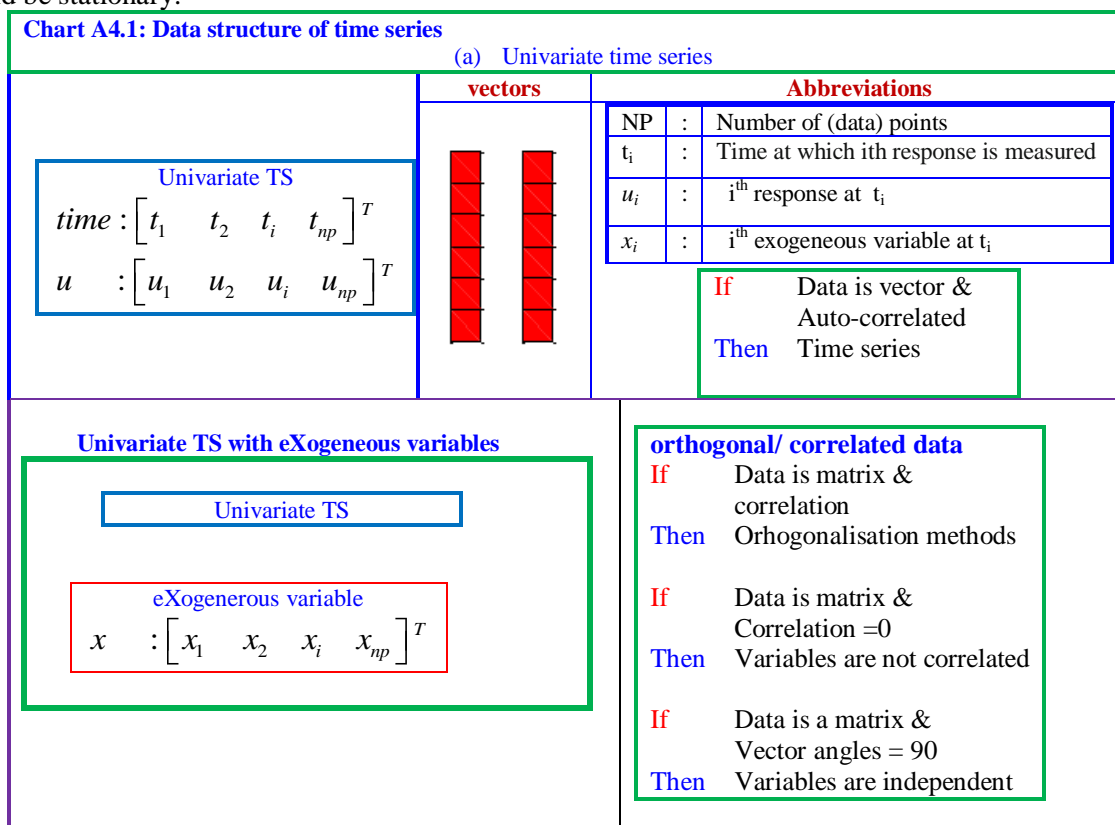 be stationary.
Chart A4.1: Data structure of time series
(a) Univariate time series
vectors
Abbreviations
Univariate TS
time : [t₁ t₂ tᵢ tₙₚ]ᵀ
u : [u₁ u₂ uᵢ uₙₚ]ᵀ
NP : Number of (data) points
tᵢ : Time at which ith response is measured
uᵢ : iᵗʰ response at tᵢ
xᵢ : iᵗʰ exogeneous variable at tᵢ
If Data is vector &
Auto-correlated
Then Time series
Univariate TS with eXogeneous variables
Univariate TS
eXogenerous variable
x : [x₁ x₂ xᵢ xₙₚ]ᵀ
orthogonal/ correlated data
If Data is matrix &
correlation
Then Orhogonalisation methods
If Data is matrix &
Correlation =0
Then Variables are not correlated
If Data is a matrix &
Vector angles = 90
Then Variables are independent